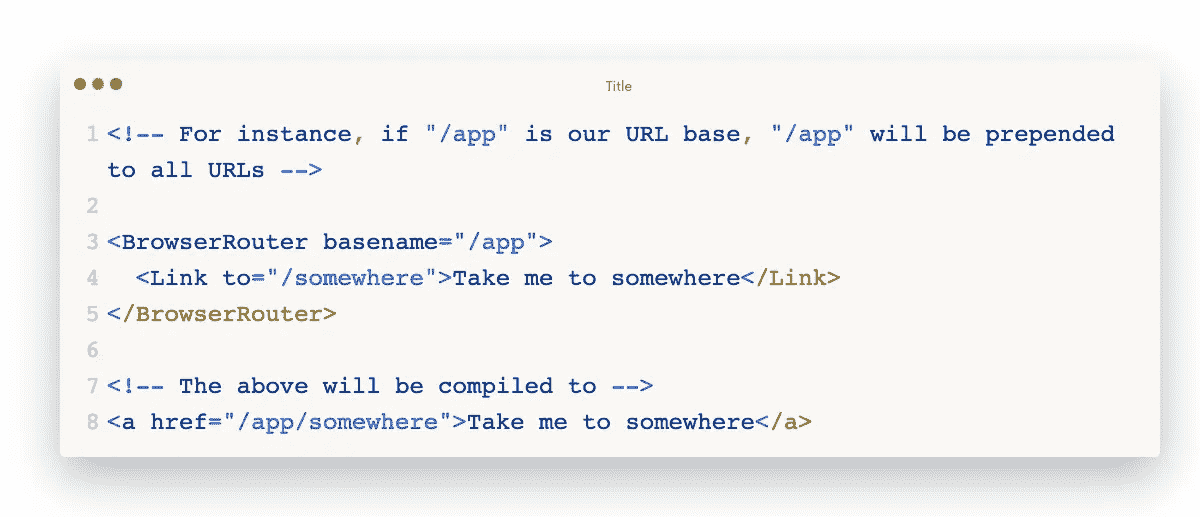 Title
1 <!-- For instance, if "/app" is our URL base, "/app" will be prepended
to all URLs -->
2
3 <BrowserRouter basename="/app">
4   <Link to="/somewhere">Take me to somewhere</Link>
5 </BrowserRouter>
6
7 <!-- The above will be compiled to -->
8 <a href="/app/somewhere">Take me to somewhere</a>